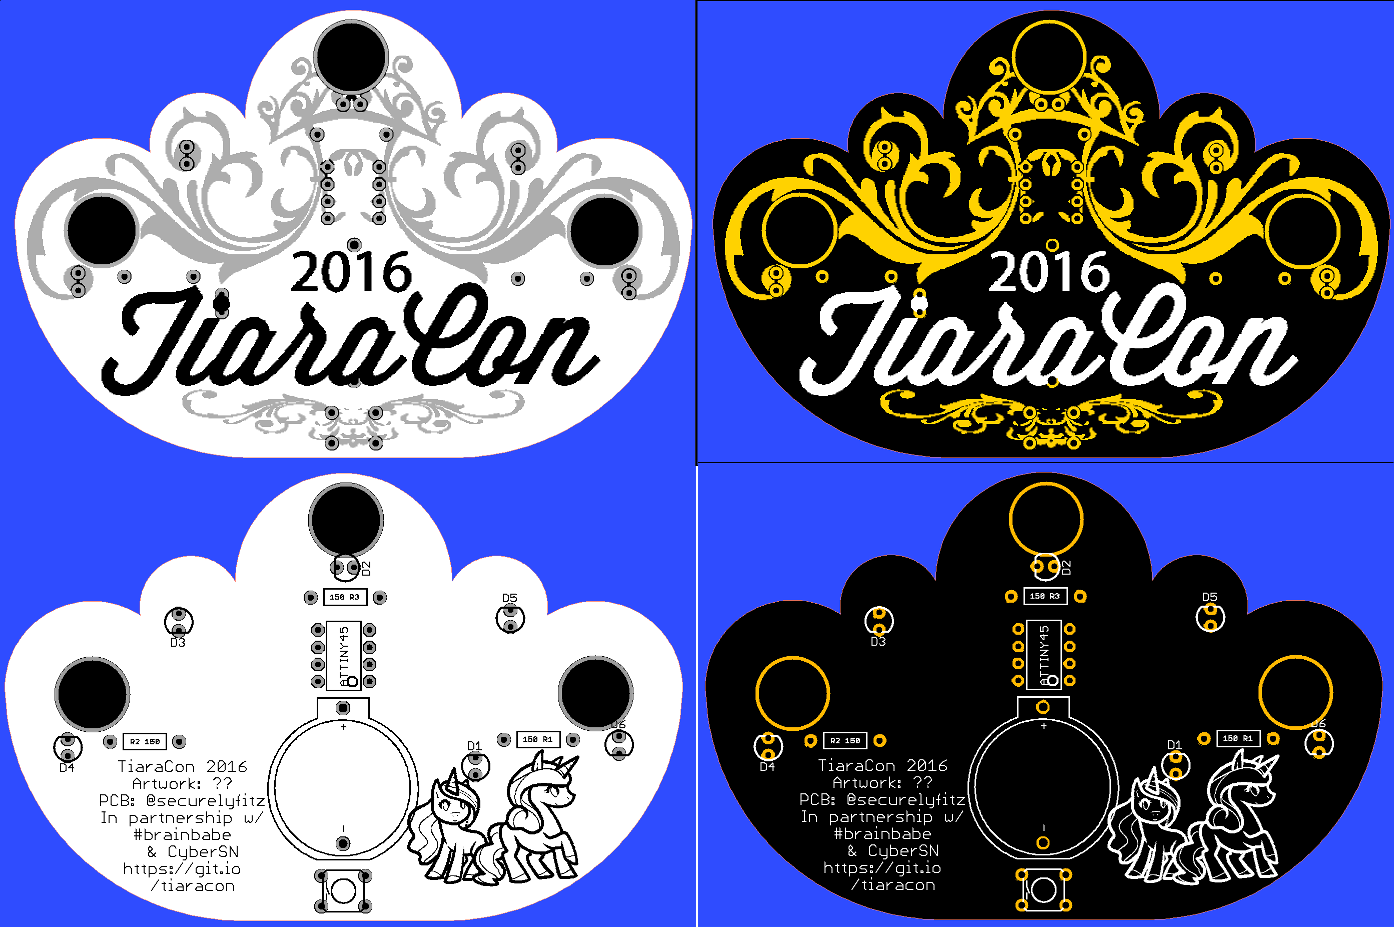 2016
TiaraCon
2016
TiaraCon
D2
150 R3
D3
D5
ATTINY45
+
R2 150
150 R1
D6
D4
D1
TiaraCon 2016
Artwork: ??
PCB: @securelyfitz
In partnership w/
#brainbabe
& CyberSN
https://git.io
/tiaracon
-
D2
150 R3
D3
D5
ATTINY45
+
R2 150
150 R1
D6
D4
D1
TiaraCon 2016
Artwork: ??
PCB: @securelyfitz
In partnership w/
#brainbabe
& CyberSN
https://git.io
/tiaracon
-